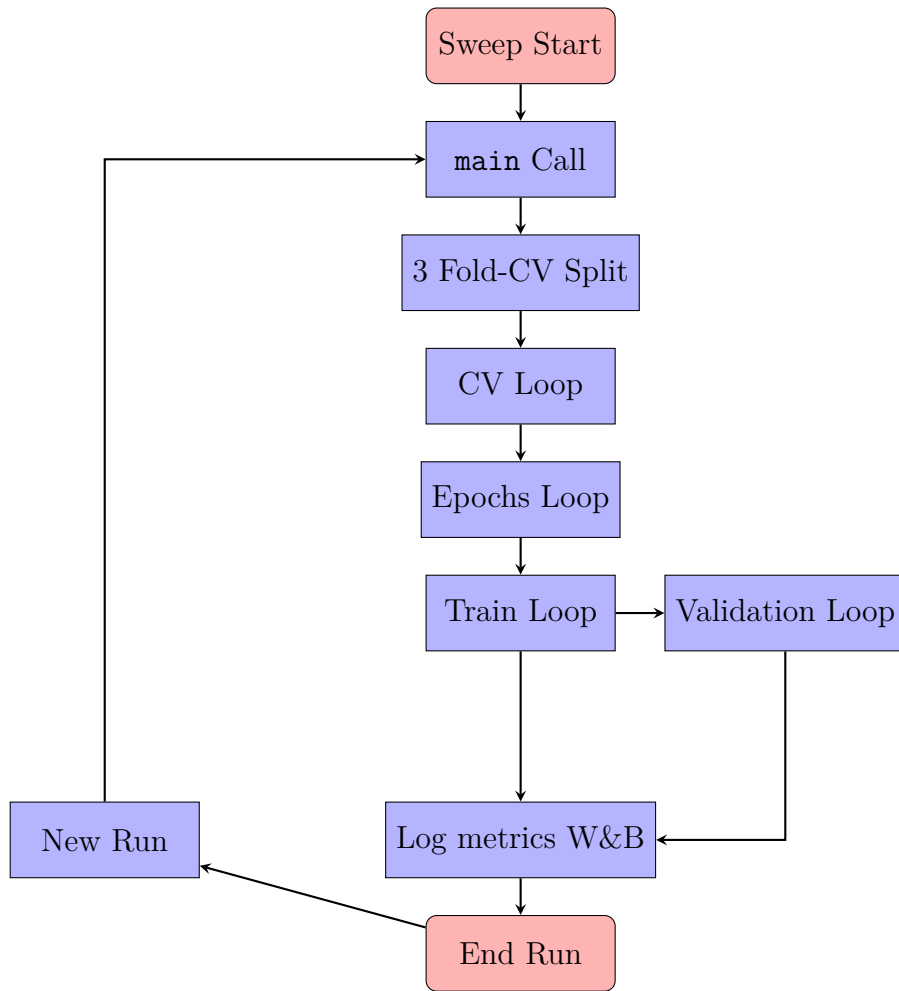 Sweep Start
main Call
3 Fold-CV Split
CV Loop
Epochs Loop
Train Loop
Validation Loop
New Run
Log metrics W&B
End Run